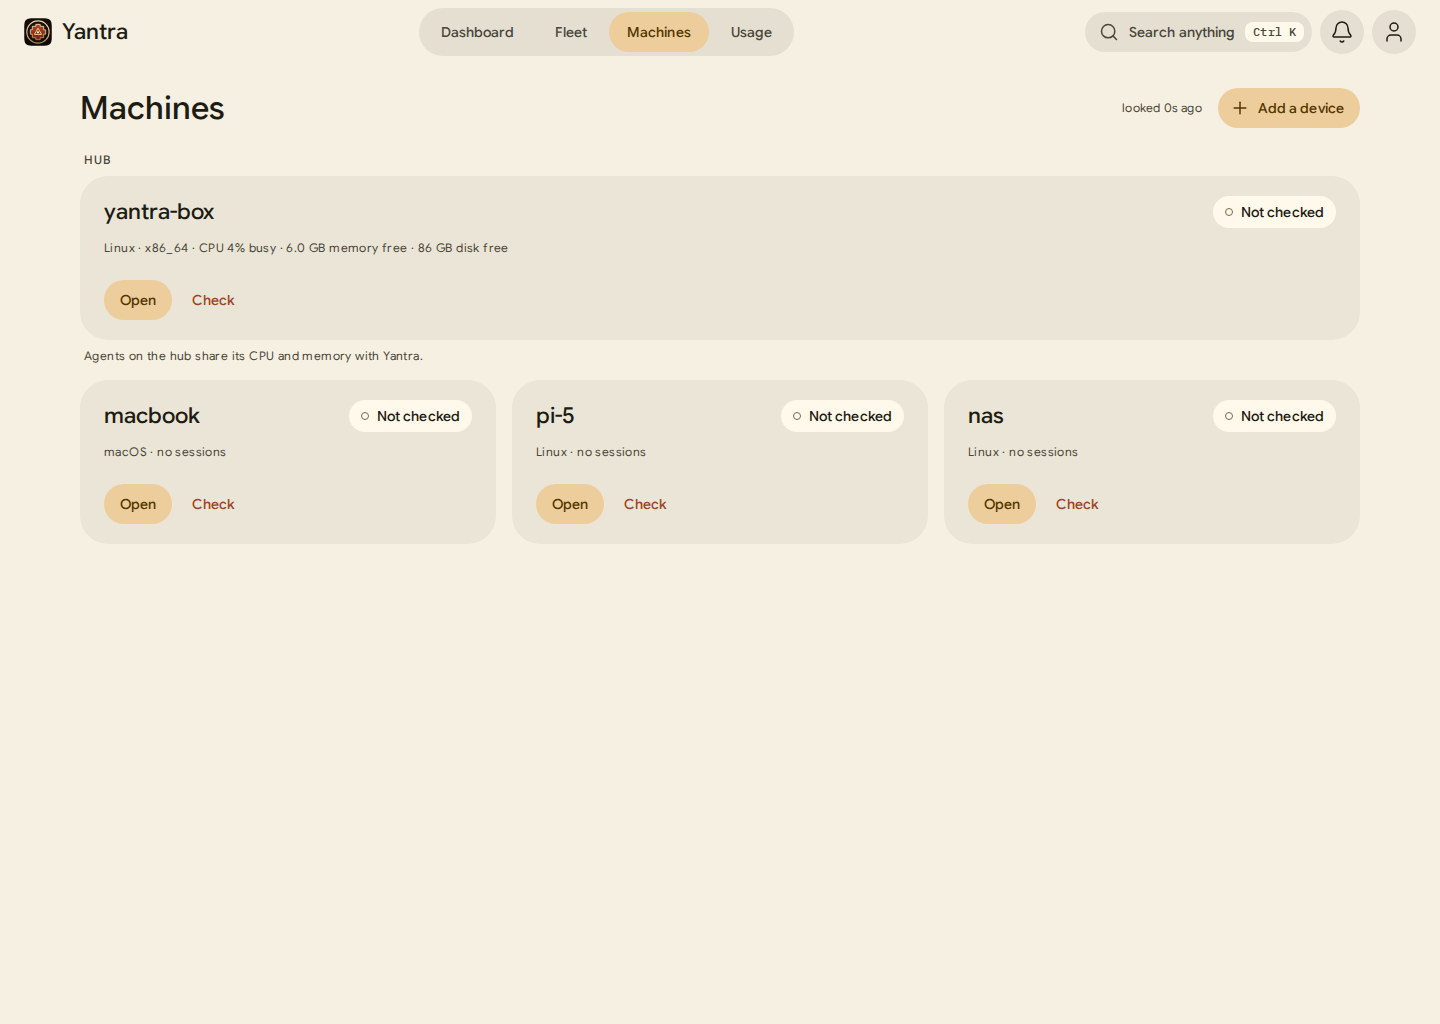 Yantra
Dashboard Fleet Machines Usage
Search anything Ctrl K
Machines
looked 0s ago
Add a device
HUB
yantra-box
Not checked
Linux · x86_64 · CPU 4% busy · 6.0 GB memory free · 86 GB disk free
Open Check
Agents on the hub share its CPU and memory with Yantra.
macbook
Not checked
macOS · no sessions
Open Check
pi-5
Not checked
Linux · no sessions
Open Check
nas
Not checked
Linux · no sessions
Open Check